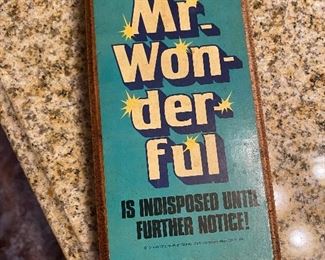 Mr.
Won-
der-
ful
IS INDISPOSED UNTIL
FURTHER NOTICE!